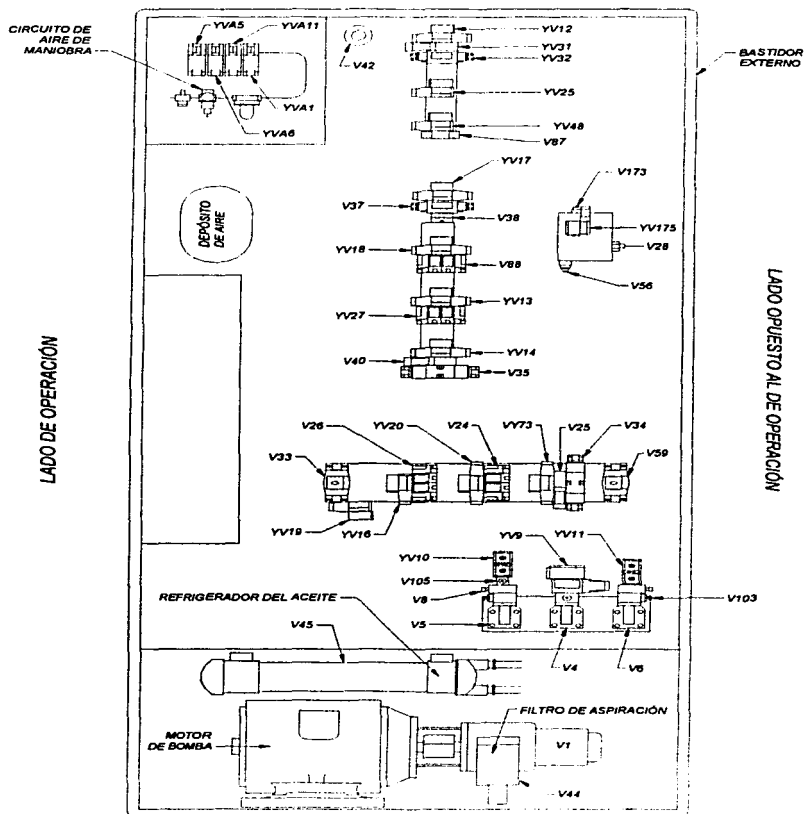 YVA5
YVA11
CIRCUITO DE
AIRE DE
MANIOBRA
YVA1
YVA6
V42
YV12
YV31
YV32
YV25
YV48
V87
BASTIDOR
EXTERNO
DEPÓSITO
DE AIRE
YV17
V37
V38
YV18
V88
YV13
YV27
YV14
V40
V35
V173
YV175
V28
V56
LADO DE OPERACIÓN
LADO OPUESTO AL DE OPERACIÓN
V26
YV20
V24
VY73
V25
V34
V33
V59
YV19
YV16
YV10
YV9
YV11
V105
V8
V103
V5
V4
V6
REFRIGERADOR DEL ACEITE
V45
FILTRO DE ASPIRACIÓN
MOTOR
DE BOMBA
V1
V44